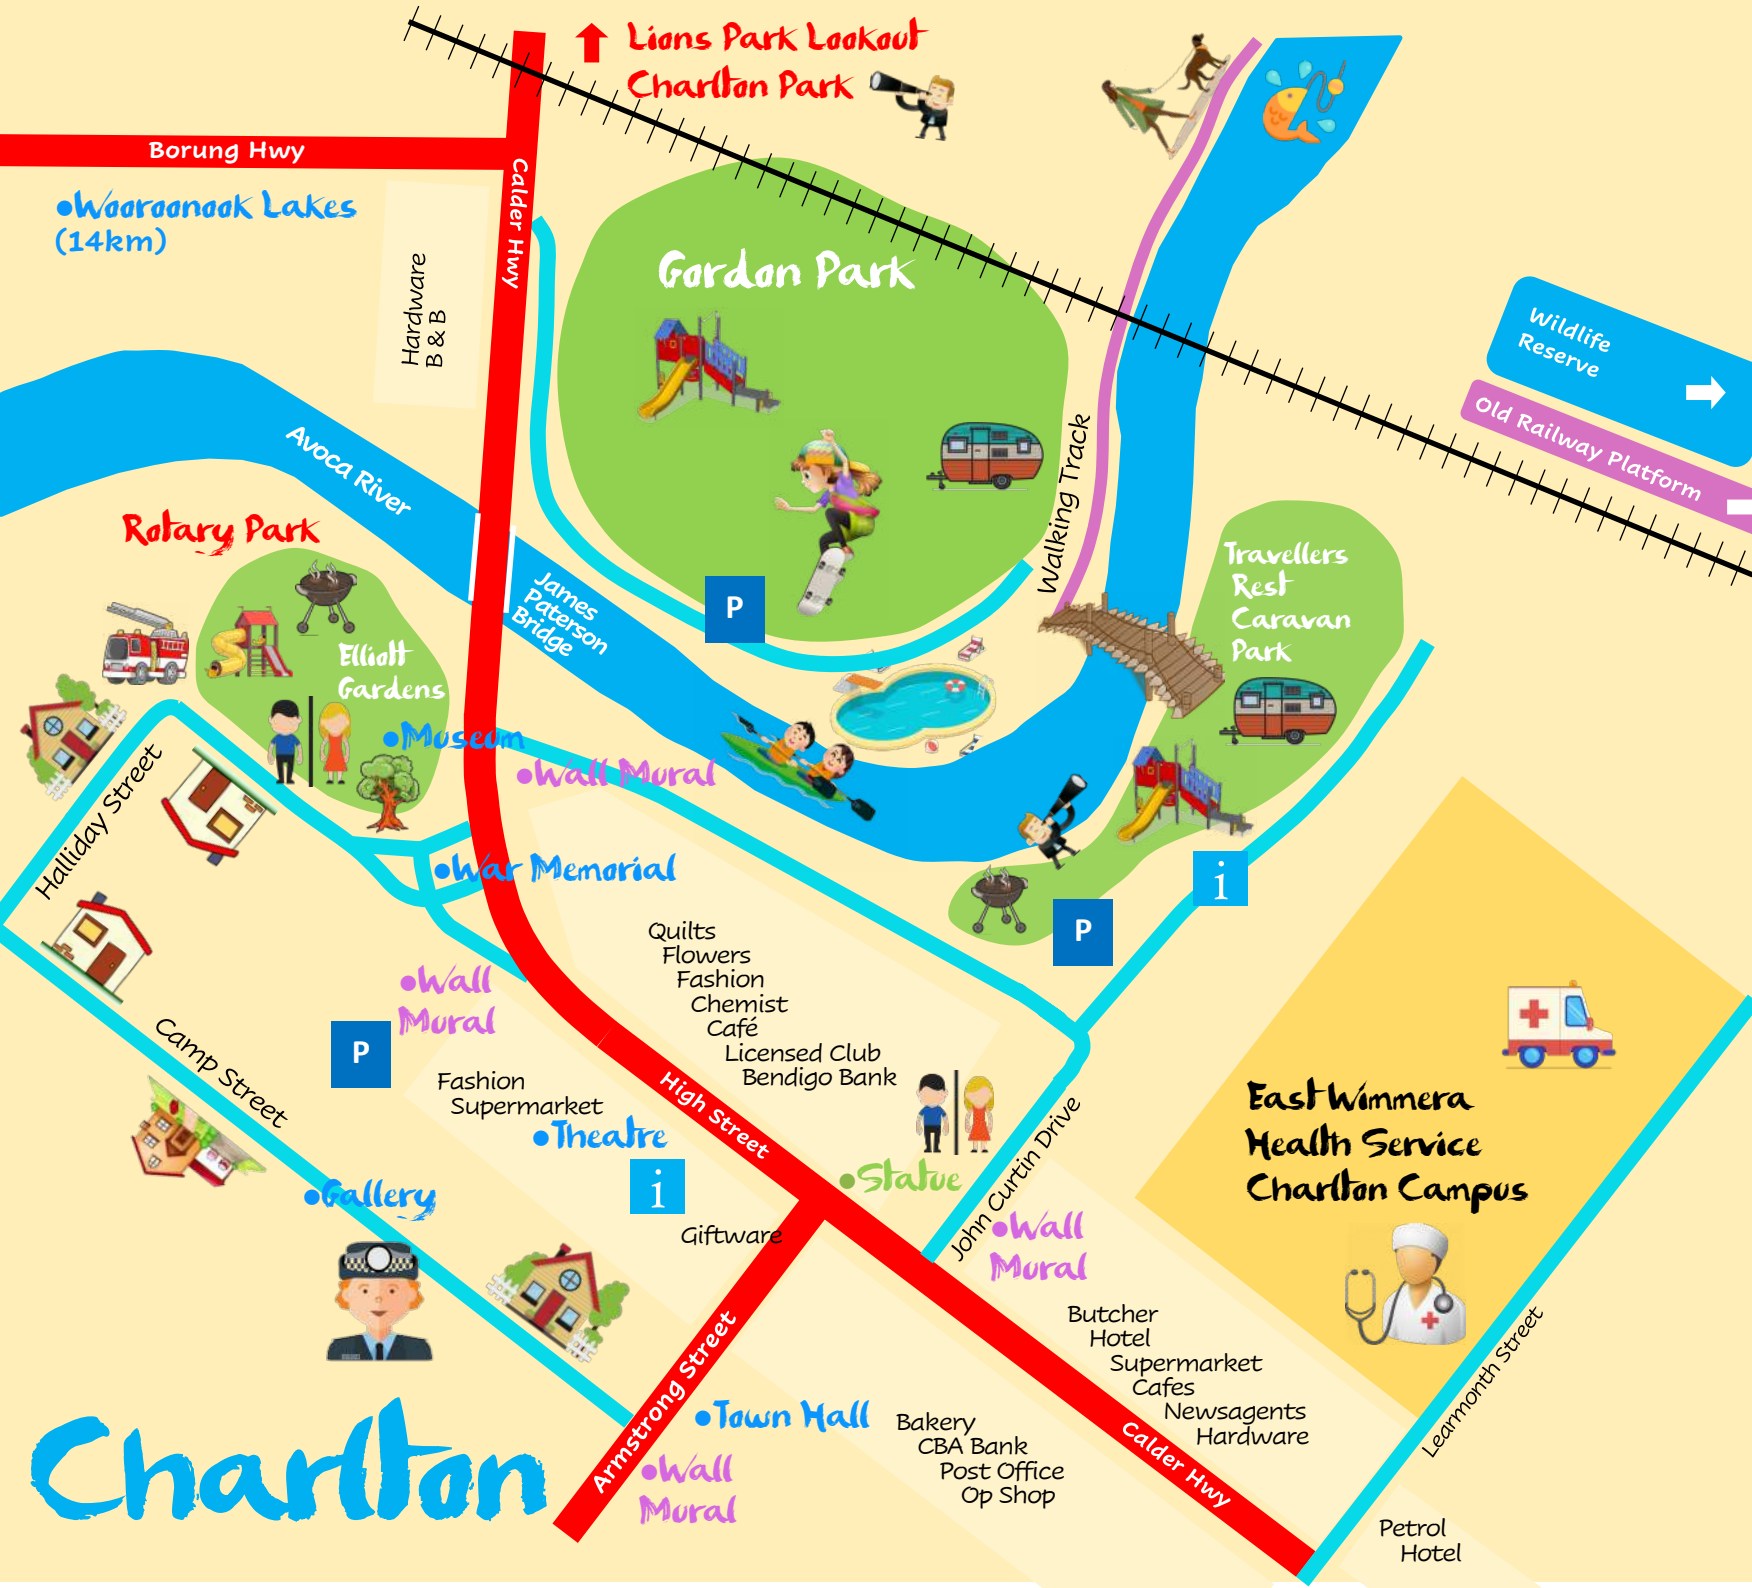 Lions Park Lookout
Charlton Park
Borung Hwy
Calder Hwy
•Wooroonook Lakes
(14km)
Hardware
B & B
Gordon Park
Wildlife
Reserve
Old Railway Platform
Avoca River
Walking Track
Rotary Park
James
Paterson
Bridge
Travellers
Rest
Caravan
Park
P
Elliott
Gardens
•Museum
•Wall Mural
Halliday Street
•War Memorial
i
P
Quilts
Flowers
Fashion
Chemist
Café
Licensed Club
Bendigo Bank
•Wall
Mural
P
Camp Street
Fashion
Supermarket
•Theatre
i
High Street
•Statue
John Curtin Drive
East Wimmera
Health Service
Charlton Campus
•Gallery
Giftware
•Wall
Mural
Butcher
Hotel
Supermarket
Cafes
Newsagents
Hardware
Learmonth Street
Armstrong Street
•Town Hall
•Wall
Mural
Bakery
CBA Bank
Post Office
Op Shop
Calder Hwy
Charlton
Petrol
Hotel